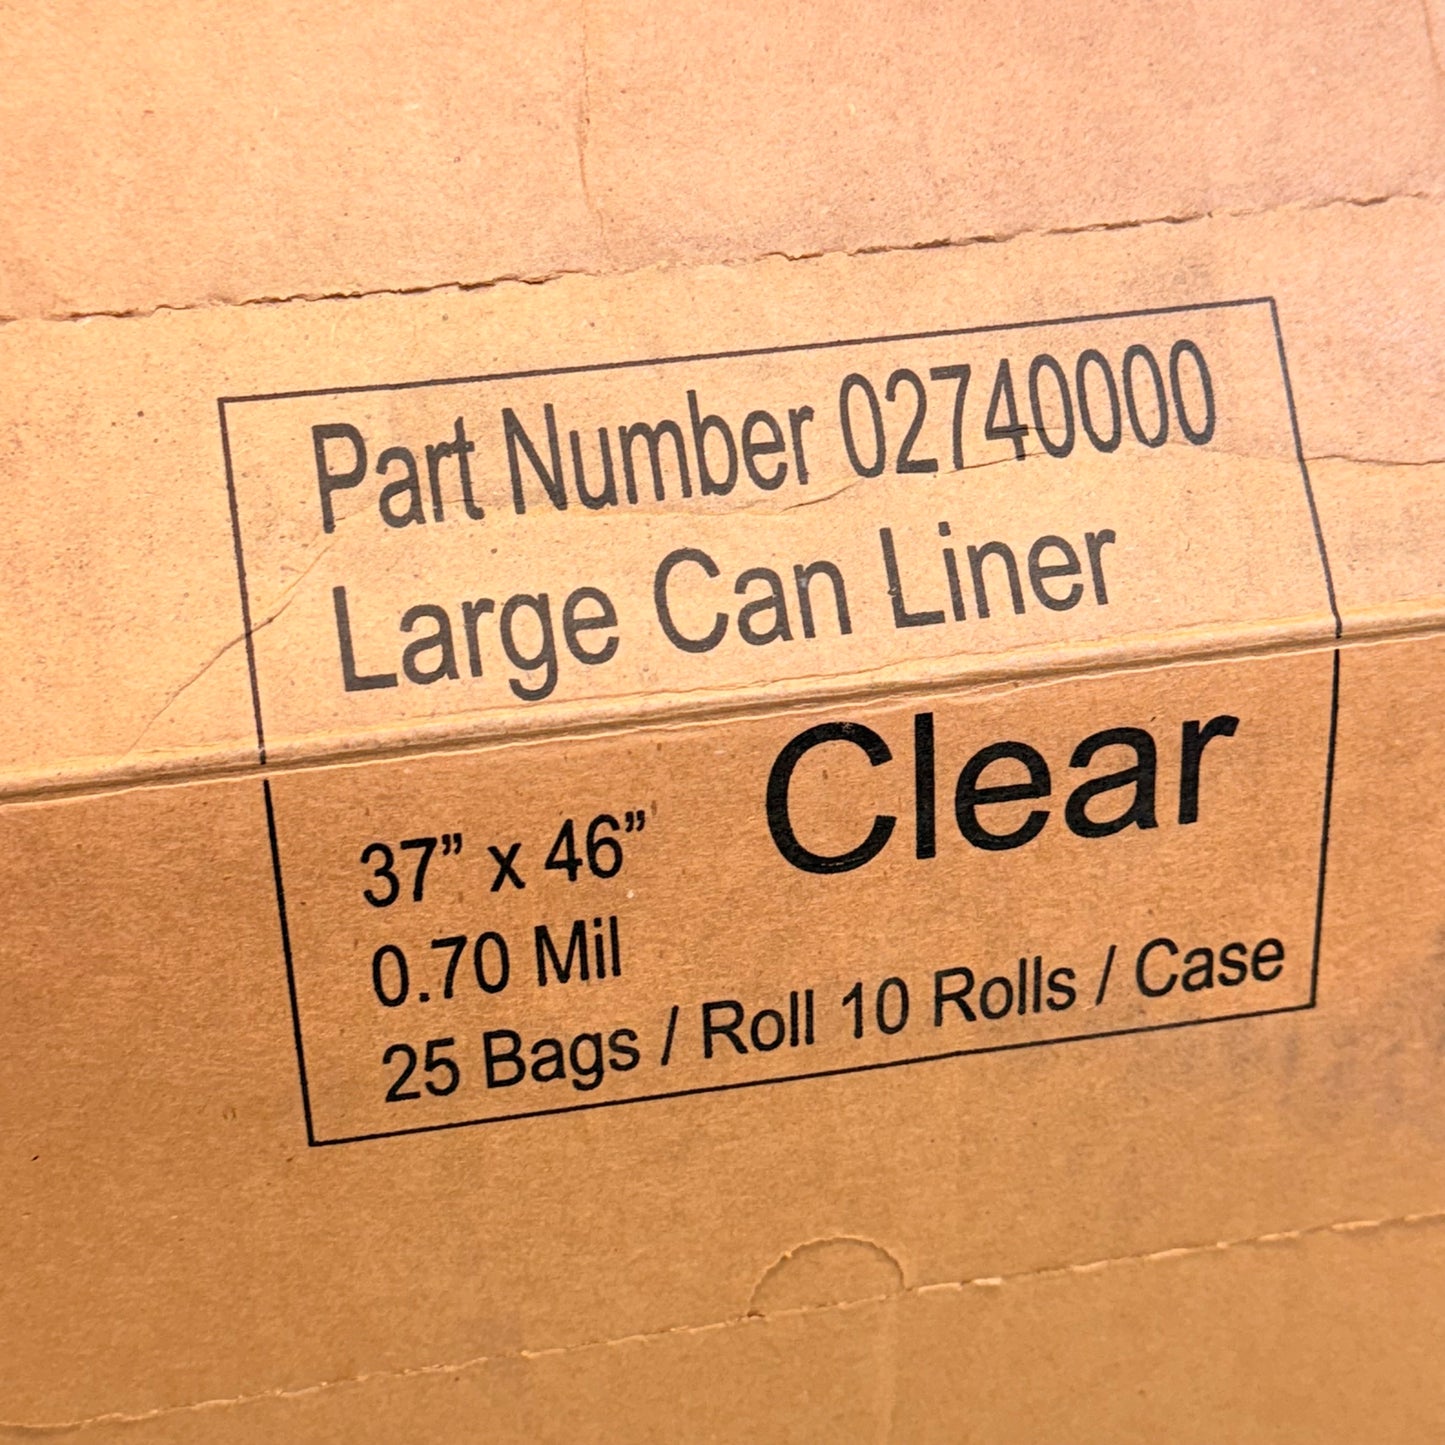 Part Number 02740000
Large Can Liner
Clear
37” x 46”
0.70 Mil
25 Bags / Roll 10 Rolls / Case